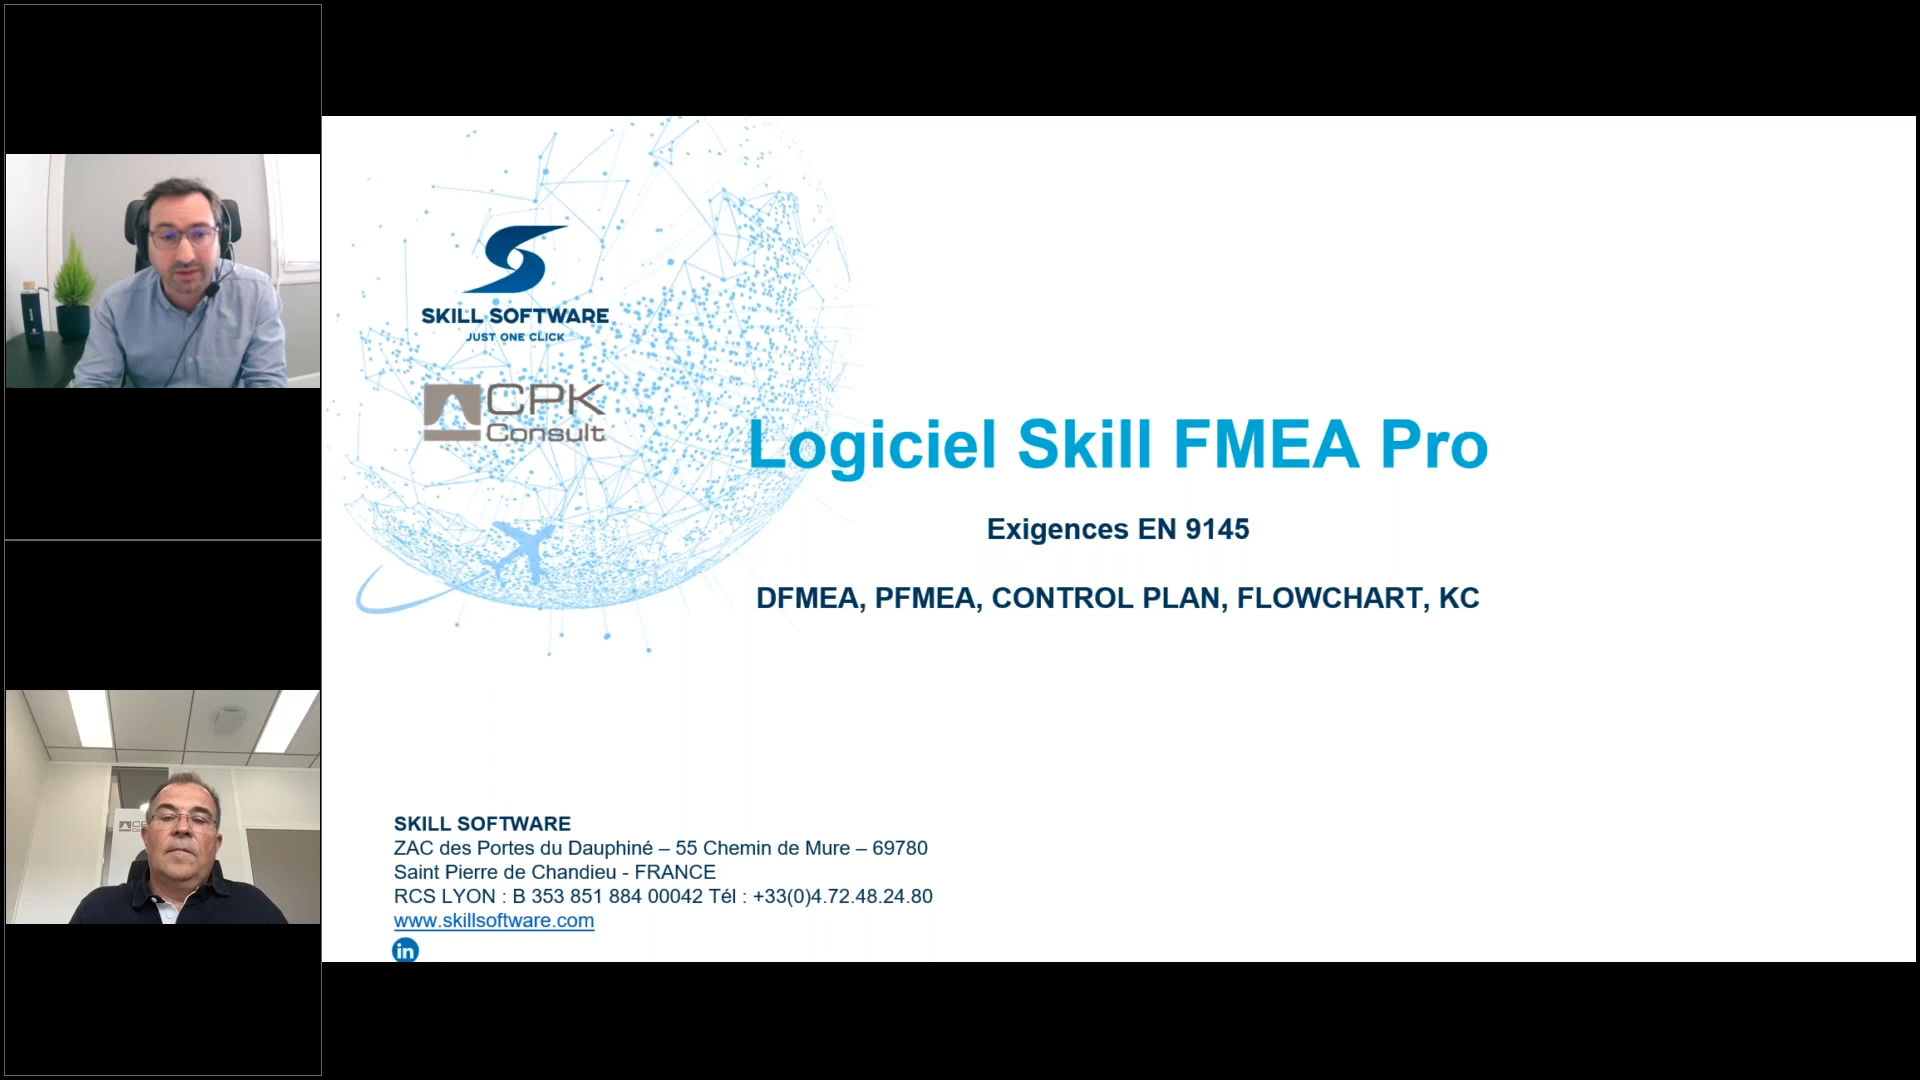 SKILL SOFTWARE
JUST ONE CLICK
CPK
Consult
Logiciel Skill FMEA Pro
Exigences EN 9145
DFMEA, PFMEA, CONTROL PLAN, FLOWCHART, KC
SKILL SOFTWARE
ZAC des Portes du Dauphiné – 55 Chemin de Mure – 69780
Saint Pierre de Chandieu - FRANCE
RCS LYON : B 353 851 884 00042 Tél : +33(0)4.72.48.24.80
www.skillsoftware.com
in